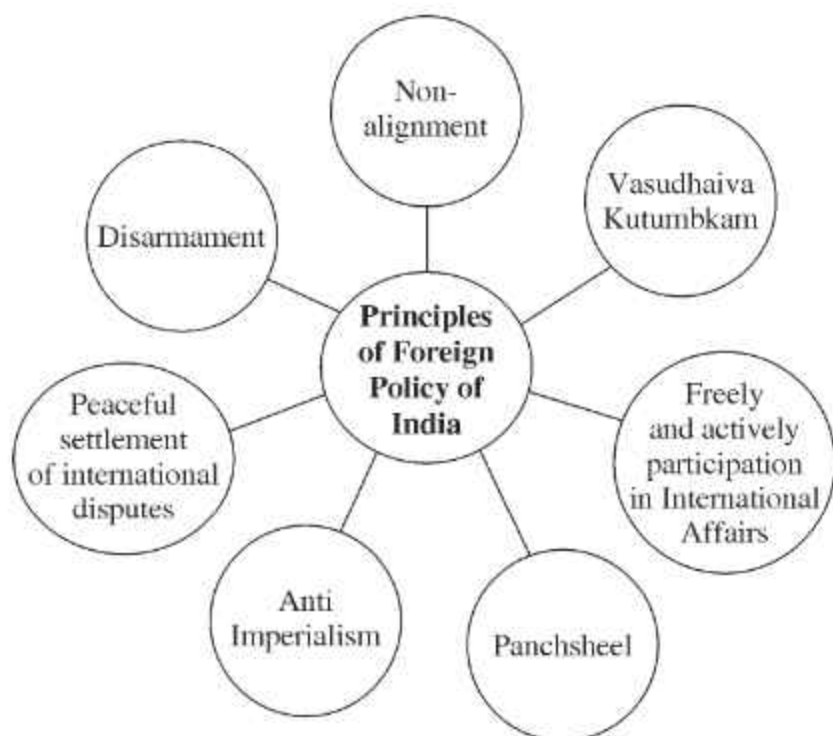 Non-
alignment
Vasudhaiva
Kutumbkam
Disarmament
Principles
of Foreign
Policy of
India
Freely
and actively
participation
in International
Affairs
Peaceful
settlement
of international
disputes
Anti
Imperialism
Panchsheel